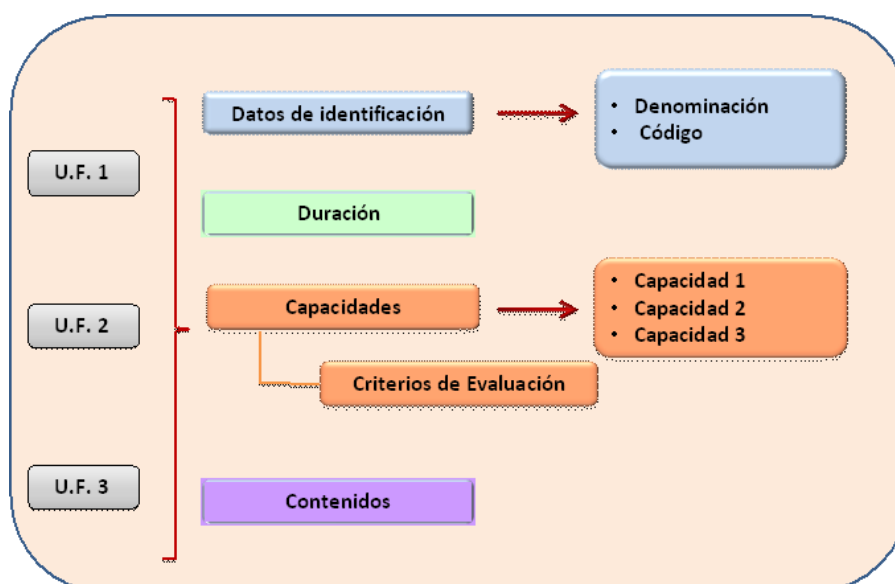 U.F. 1
U.F. 2
U.F. 3
Datos de identificación
• Denominación
• Código
Duración
Capacidades
• Capacidad 1
• Capacidad 2
• Capacidad 3
Criterios de Evaluación
Contenidos